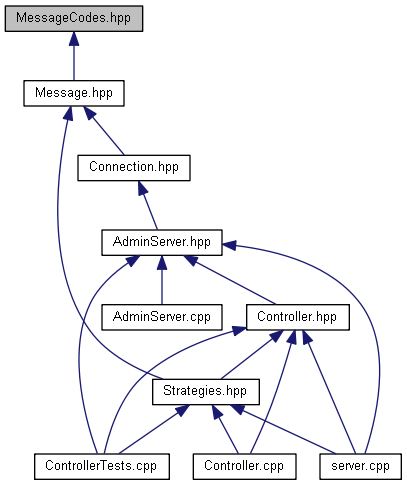 MessageCodes.hpp
Message.hpp
Connection.hpp
AdminServer.hpp
AdminServer.cpp
Controller.hpp
Strategies.hpp
ControllerTests.cpp
Controller.cpp
server.cpp